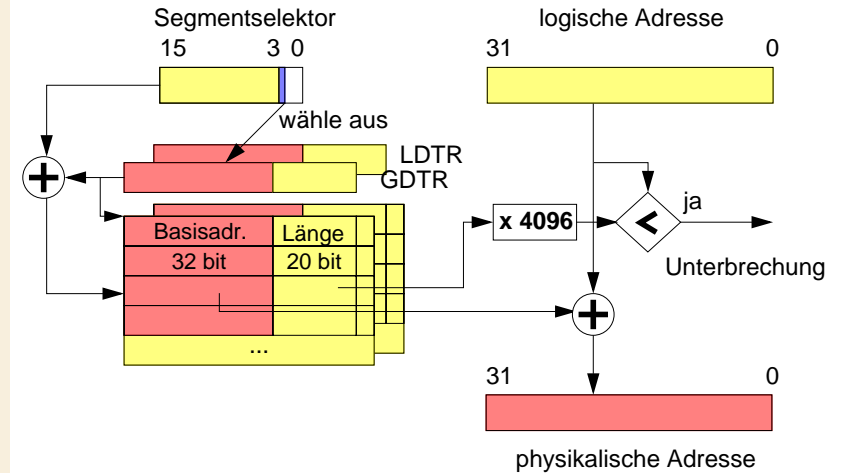 Segmentselektor
logische Adresse
15 3 0
31 0
wähle aus
LDTR
GDTR
+
x 4096
<
ja
Basisadr. Länge
32 bit 20 bit
Unterbrechung
+
...
31 0
physikalische Adresse